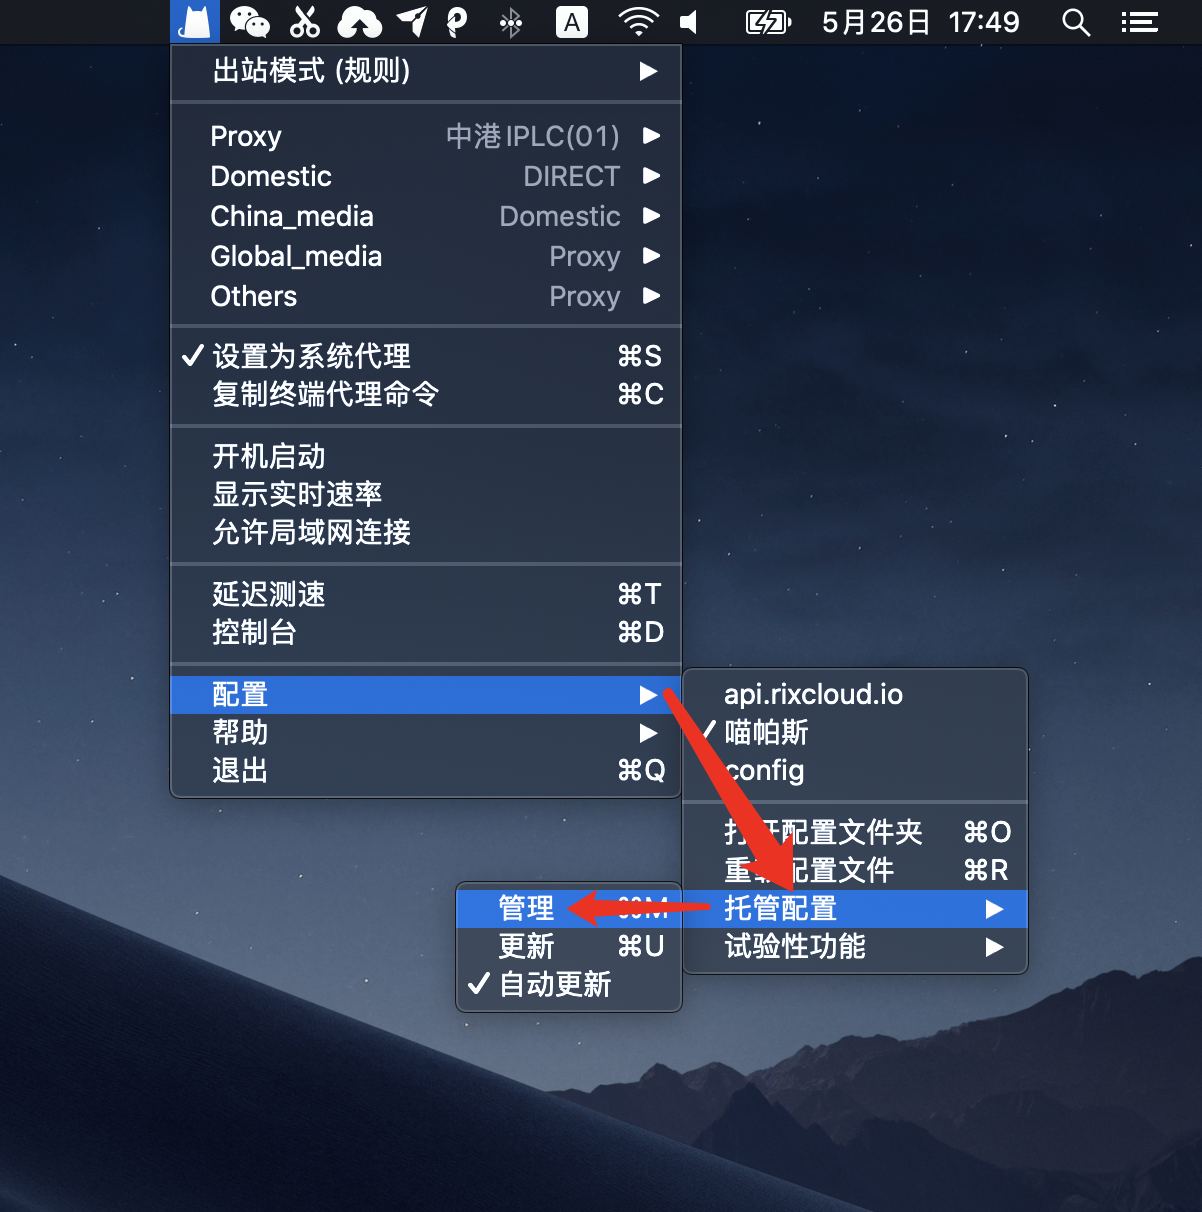 A 5月26日 17:49
出站模式 (规则)
Proxy 中港 IPLC(01)
Domestic DIRECT
China_media Domestic
Global_media Proxy
Others Proxy
设置为系统代理 ⌘S
复制终端代理命令 ⌘C
开机启动
显示实时速率
允许局域网连接
延迟测速 ⌘T
控制台 ⌘D
配置
帮助
退出 ⌘Q
api.rixcloud.io
喵帕斯
config
打开配置文件夹 ⌘O
重载配置文件 ⌘R
托管配置
试验性功能
管理 ⌘M
更新 ⌘U
自动更新